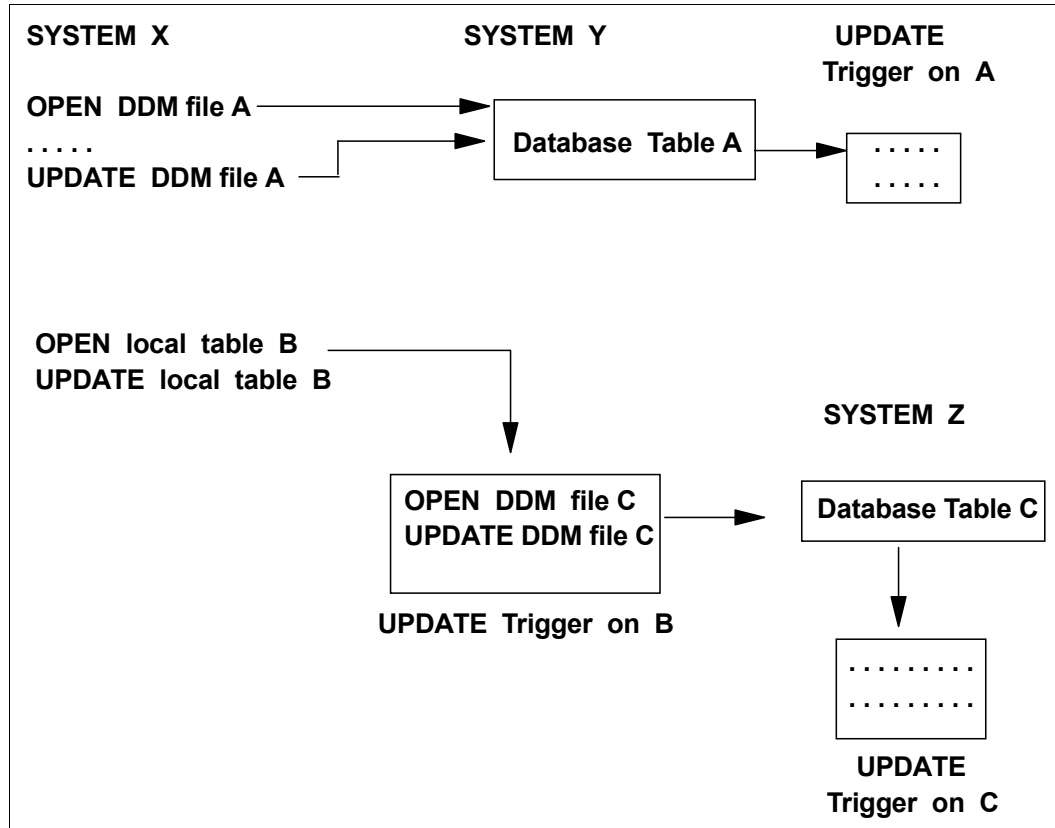 SYSTEM X
SYSTEM Y
UPDATE
Trigger on A
OPEN DDM file A
. . . . .
UPDATE DDM file A
Database Table A
. . . . .
. . . . .
OPEN local table B
UPDATE local table B
SYSTEM Z
OPEN DDM file C
UPDATE DDM file C
Database Table C
UPDATE Trigger on B
. . . . . . . . .
. . . . . . . . .
UPDATE
Trigger on C